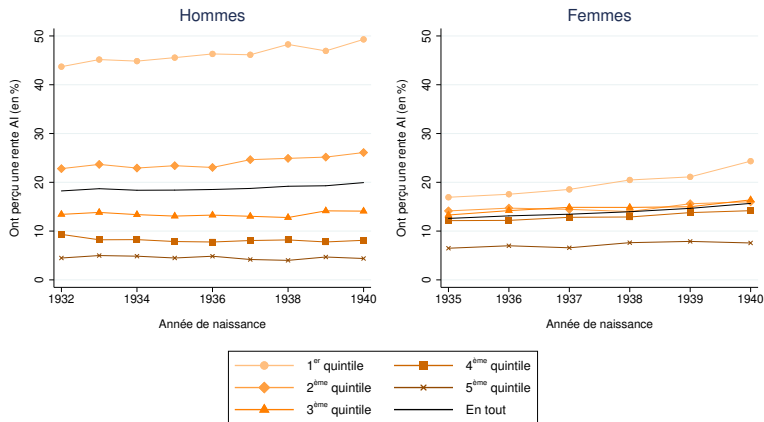 Hommes
Ont perçu une rente AI (en %)
50
40
30
20
10
0
1932 1934 1936 1938 1940
Année de naissance
Femmes
Ont perçu une rente AI (en %)
50
40
30
20
10
0
1935 1936 1937 1938 1939 1940
Année de naissance
1er quintile 4ème quintile
2ème quintile 5ème quintile
3ème quintile En tout